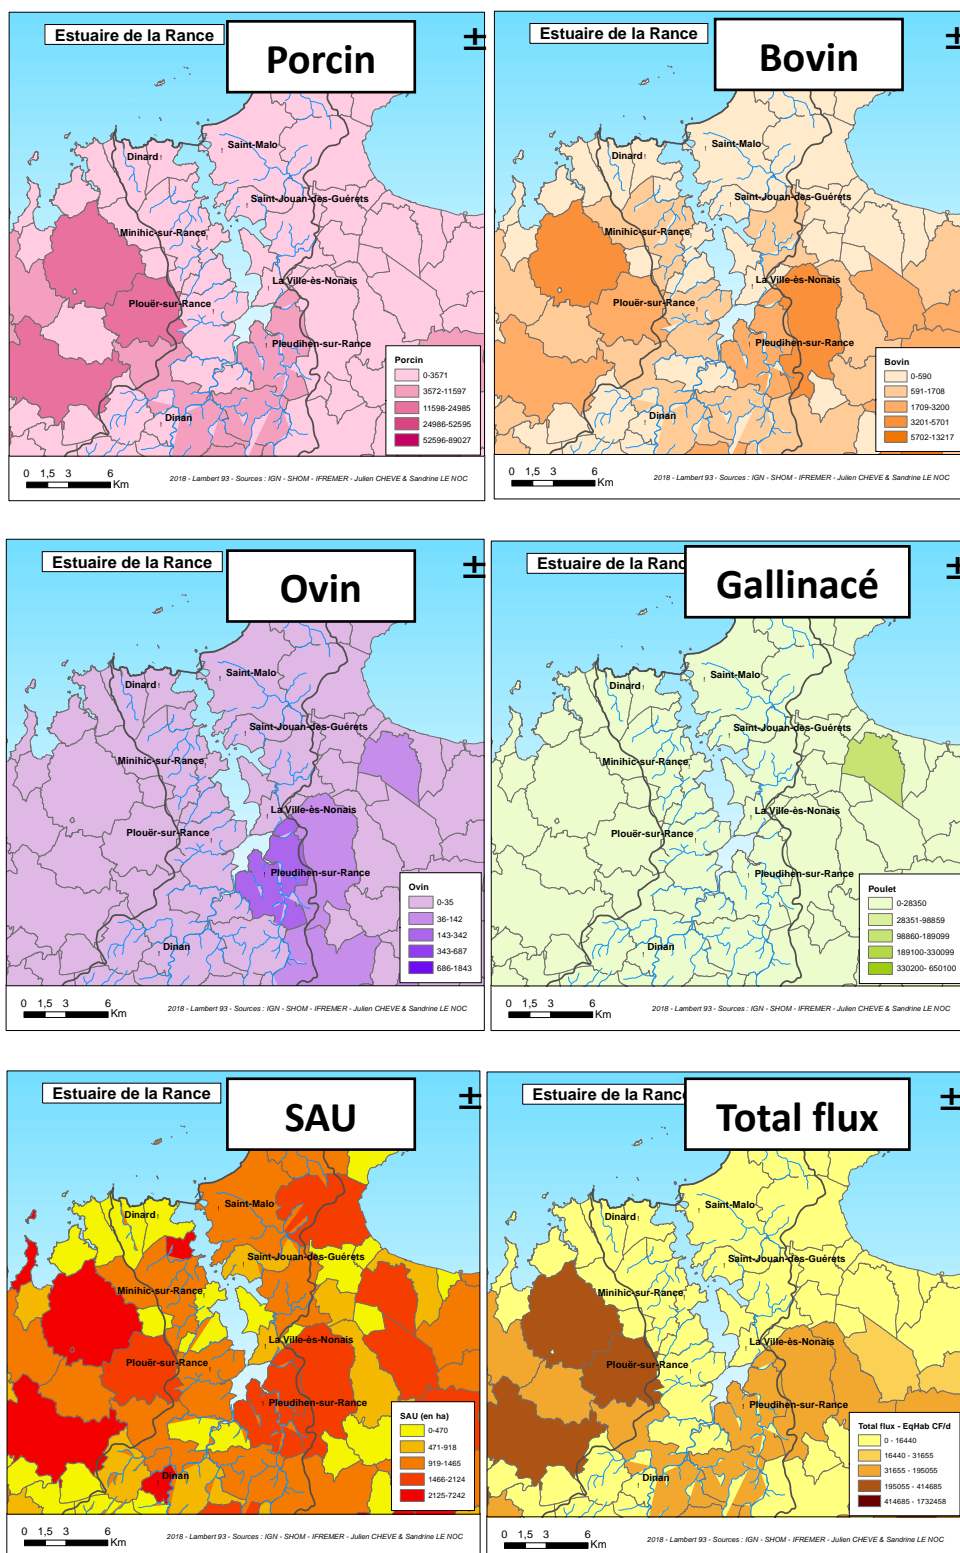 Estuaire de la Rance
Porcin
±
Dinard
Saint-Malo
Saint-Jouan-des-Guérets
Minihic-sur-Rance
La Ville-ès-Nonais
Plouër-sur-Rance
Pleudihen-sur-Rance
Dinan
Porcin
0-3571
3572-11597
11598-24985
24986-52595
52596-89027
0 1,5 3 6
Km
2018 - Lambert 93 - Sources : IGN - SHOM - IFREMER - Julien CHEVE & Sandrine LE NOC
Estuaire de la Rance
Bovin
±
Dinard
Saint-Malo
Saint-Jouan-des-Guérets
Minihic-sur-Rance
La Ville-ès-Nonais
Plouër-sur-Rance
Pleudihen-sur-Rance
Dinan
Bovin
0-590
591-1708
1709-3200
3201-5701
5702-13217
0 1,5 3 6
Km
2018 - Lambert 93 - Sources : IGN - SHOM - IFREMER - Julien CHEVE & Sandrine LE NOC
Estuaire de la Rance
Ovin
±
Dinard
Saint-Malo
Saint-Jouan-des-Guérets
Minihic-sur-Rance
La Ville-ès-Nonais
Plouër-sur-Rance
Pleudihen-sur-Rance
Dinan
Ovin
0-35
36-142
143-342
343-687
686-1843
0 1,5 3 6
Km
2018 - Lambert 93 - Sources : IGN - SHOM - IFREMER - Julien CHEVE & Sandrine LE NOC
Estuaire de la Ranc
Gallinacé
±
Dinard
Saint-Malo
Saint-Jouan-des-Guérets
Minihic-sur-Rance
La Ville-ès-Nonais
Plouër-sur-Rance
Pleudihen-sur-Rance
Dinan
Poulet
0-28350
28351-98859
98860-189099
189100-330099
330200- 650100
0 1,5 3 6
Km
2018 - Lambert 93 - Sources : IGN - SHOM - IFREMER - Julien CHEVE & Sandrine LE NOC
Estuaire de la Rance
SAU
±
Dinard
Saint-Malo
Saint-Jouan-des-Guérets
Minihic-sur-Rance
La Ville-ès-Nonais
Plouër-sur-Rance
Pleudihen-sur-Rance
Dinan
SAU (en ha)
0-470
471-918
919-1465
1466-2124
2125-7242
0 1,5 3 6
Km
2018 - Lambert 93 - Sources : IGN - SHOM - IFREMER - Julien CHEVE & Sandrine LE NOC
Estuaire de la Ranc
Total flux
±
Dinard
Saint-Malo
Saint-Jouan-des-Guérets
Minihic-sur-Rance
La Ville-ès-Nonais
Plouër-sur-Rance
Pleudihen-sur-Rance
Dinan
Total flux - EqHab CF/d
0 - 16440
16440 - 31655
31655 - 195055
195055 - 414685
414685 - 1732458
0 1,5 3 6
Km
2018 - Lambert 93 - Sources : IGN - SHOM - IFREMER - Julien CHEVE & Sandrine LE NOC